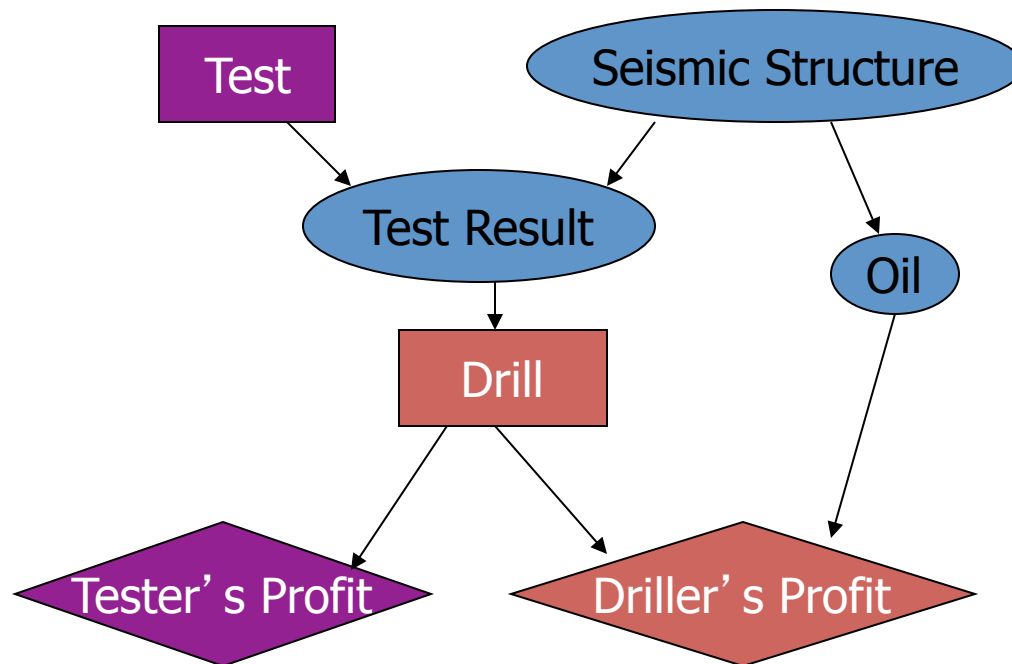 Test
Seismic Structure
Test Result
Oil
Drill
Tester’s Profit
Driller’s Profit